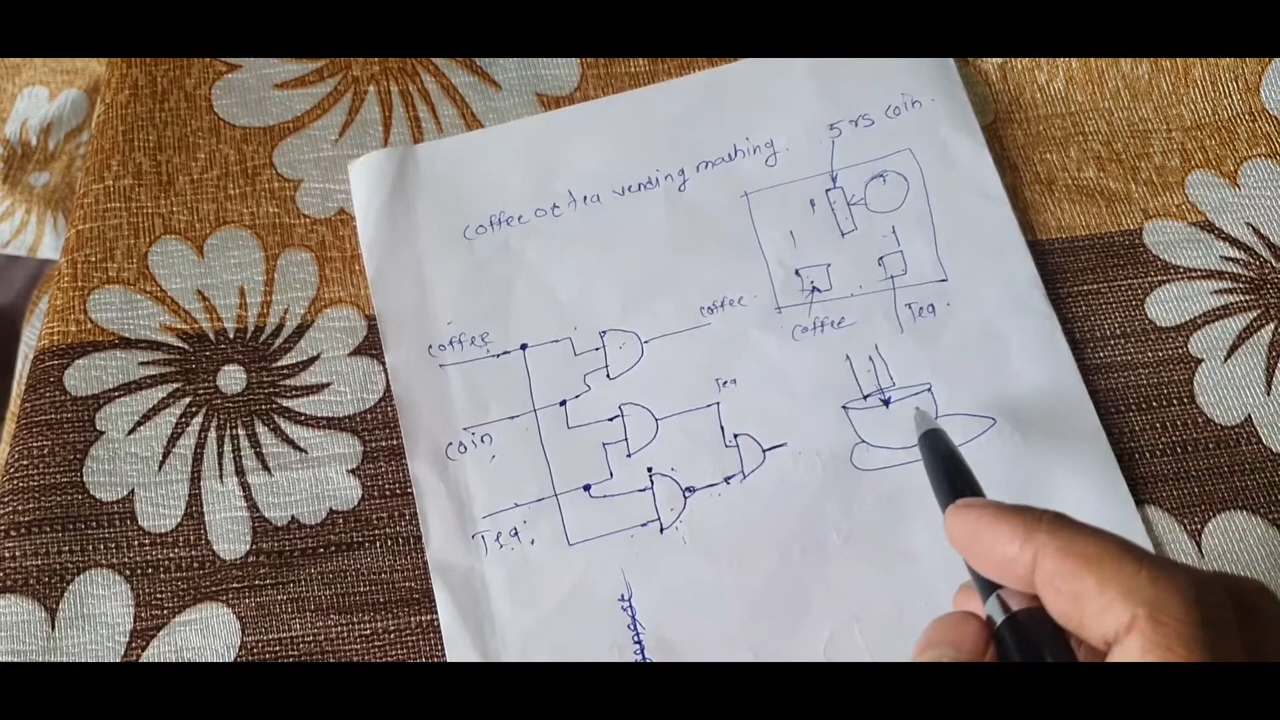 5 rs coin.
coffee or tea vending mashing.
coffee
Tea.
coffee
coffee.
Tea
coin
Tea.